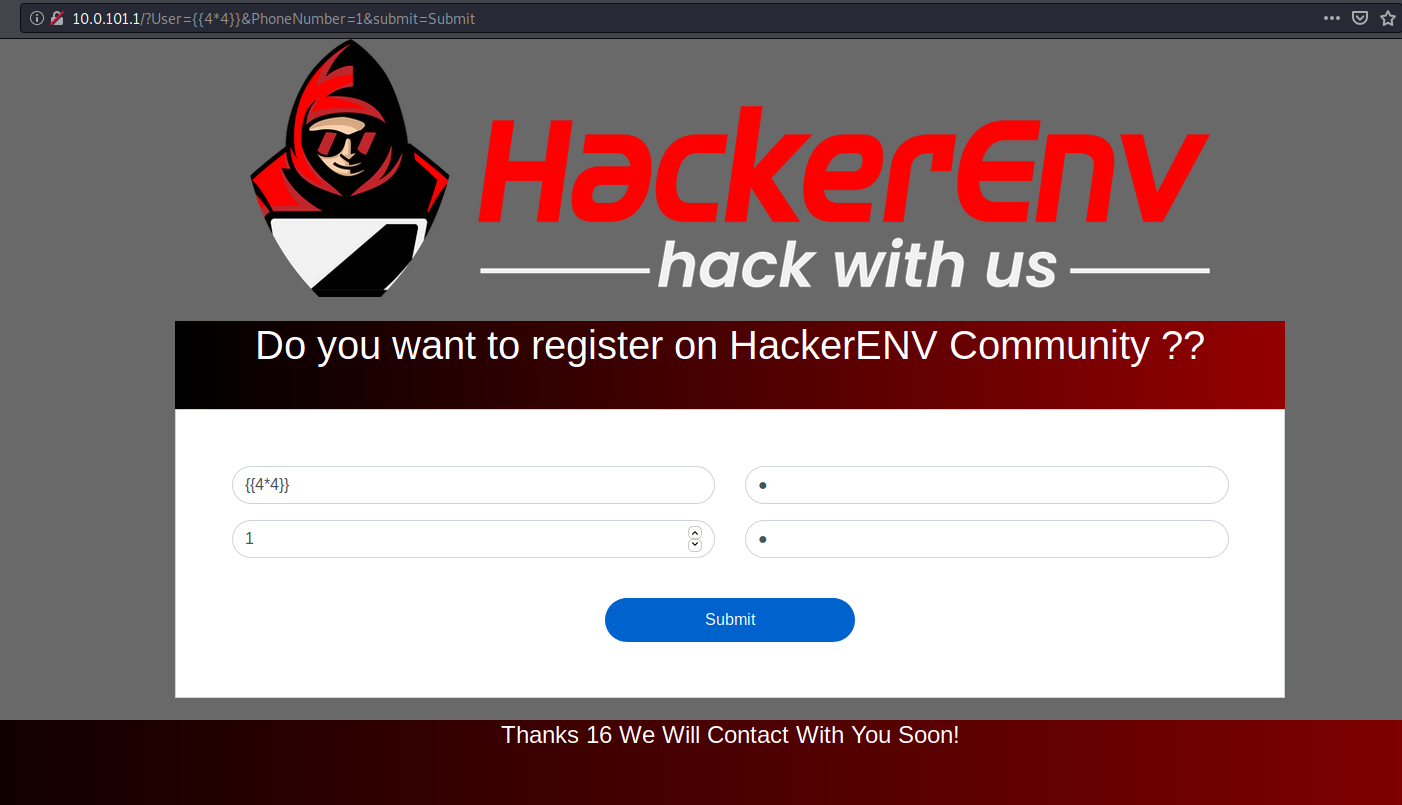 10.0.101.1/?User={{4*4}}&PhoneNumber=1&submit=Submit
HackerEnv
hack with us
Do you want to register on HackerENV Community ??
{{4*4}}
1
Submit
Thanks 16 We Will Contact With You Soon!